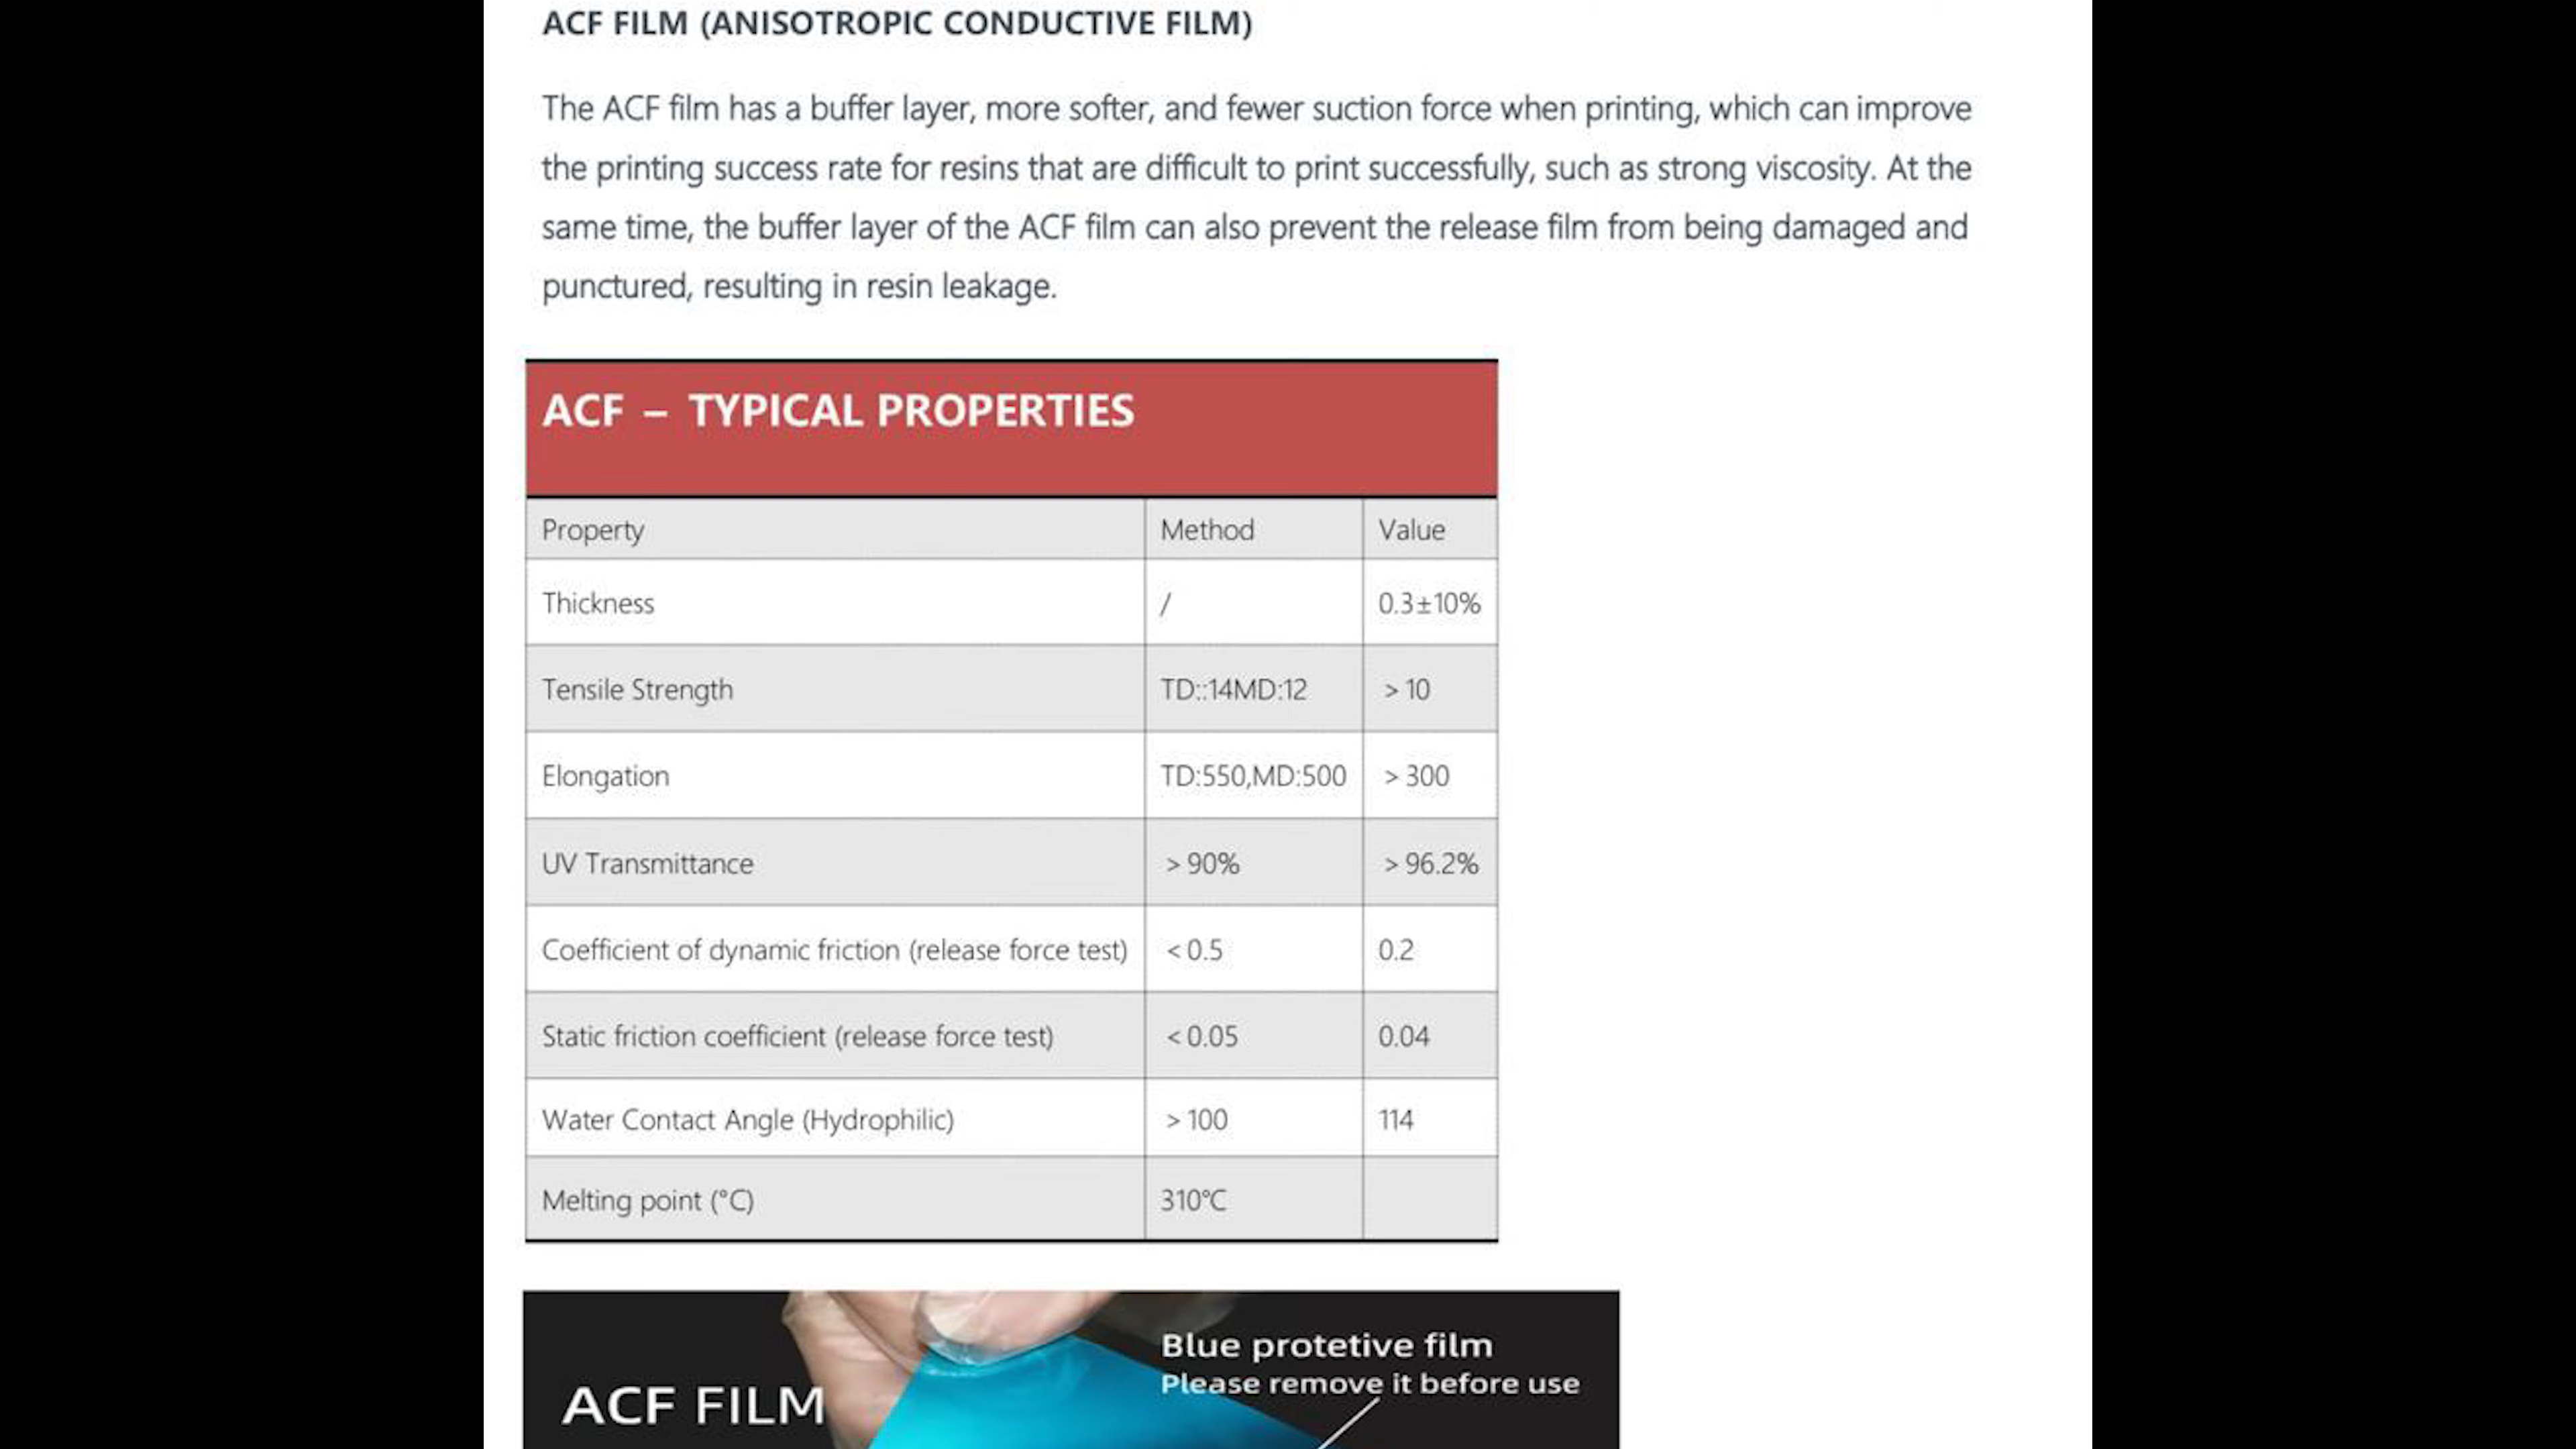 ACF FILM (ANISOTROPIC CONDUCTIVE FILM)
The ACF film has a buffer layer, more softer, and fewer suction force when printing, which can improve
the printing success rate for resins that are difficult to print successfully, such as strong viscosity. At the
same time, the buffer layer of the ACF film can also prevent the release film from being damaged and
punctured, resulting in resin leakage.
ACF – TYPICAL PROPERTIES
Property Method Value
Thickness / 0.3±10%
Tensile Strength TD::14MD:12 > 10
Elongation TD:550,MD:500 > 300
UV Transmittance > 90% > 96.2%
Coefficient of dynamic friction (release force test) < 0.5 0.2
Static friction coefficient (release force test) < 0.05 0.04
Water Contact Angle (Hydrophilic) > 100 114
Melting point (°C) 310°C
Blue protetive film
Please remove it before use
ACF FILM